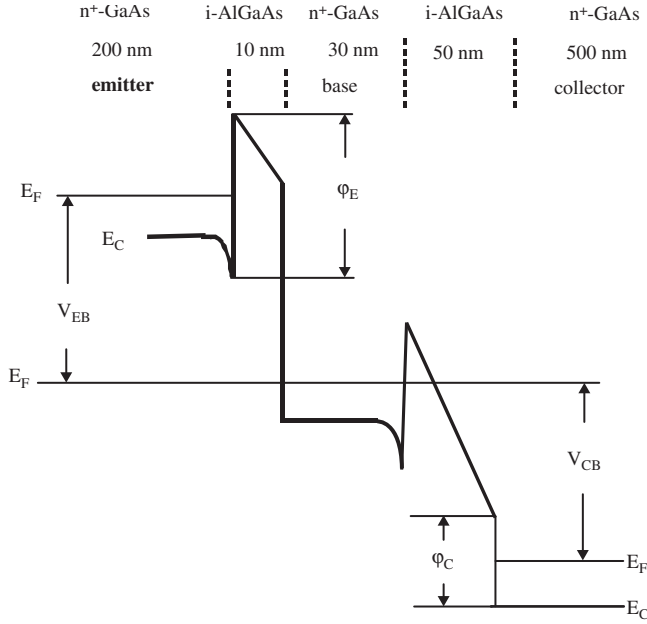 n⁺-GaAs i-AlGaAs n⁺-GaAs i-AlGaAs n⁺-GaAs
200 nm 10 nm 30 nm 50 nm 500 nm
emitter base collector
E_F
φ_E
E_C
V_EB
E_F
V_CB
φ_C
E_F
E_C